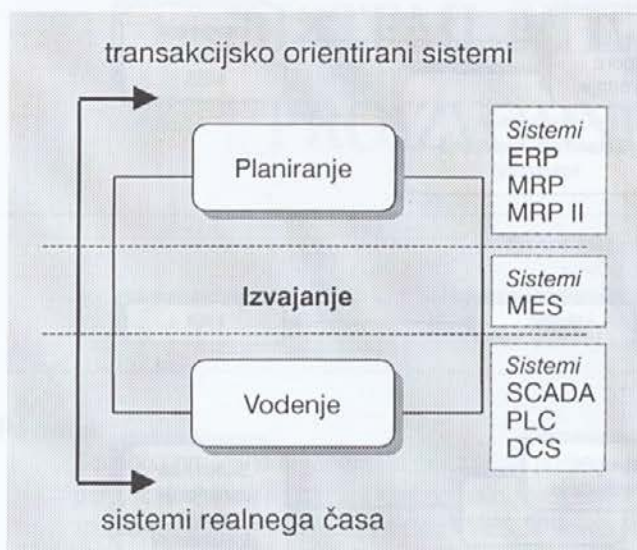 transakcijsko orientirani sistemi
Planiranje
Sistemi
ERP
MRP
MRP II
Izvajanje
Sistemi
MES
Vodenje
Sistemi
SCADA
PLC
DCS
sistemi realnega časa